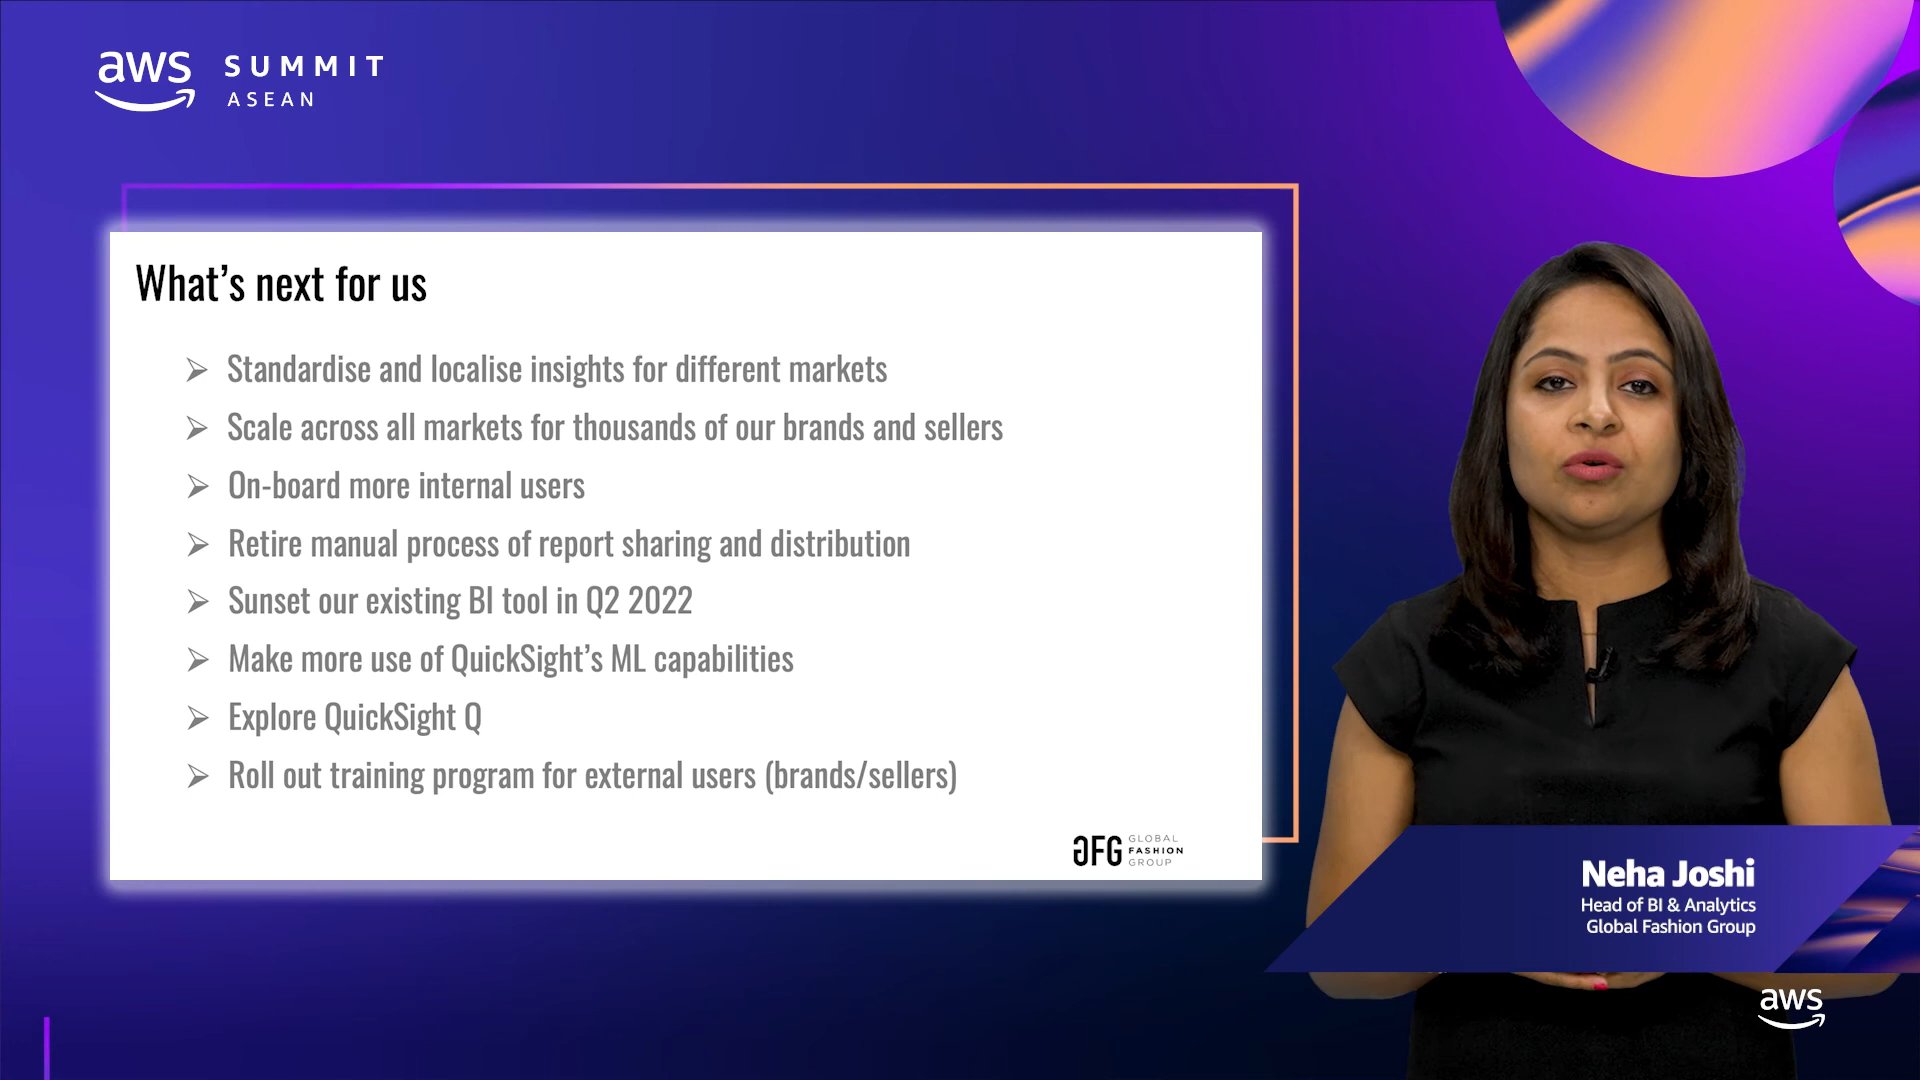 aws SUMMIT
ASEAN
What’s next for us
➢ Standardise and localise insights for different markets
➢ Scale across all markets for thousands of our brands and sellers
➢ On-board more internal users
➢ Retire manual process of report sharing and distribution
➢ Sunset our existing BI tool in Q2 2022
➢ Make more use of QuickSight’s ML capabilities
➢ Explore QuickSight Q
➢ Roll out training program for external users (brands/sellers)
GFG GLOBAL
FASHION
GROUP
Neha Joshi
Head of BI & Analytics
Global Fashion Group
aws